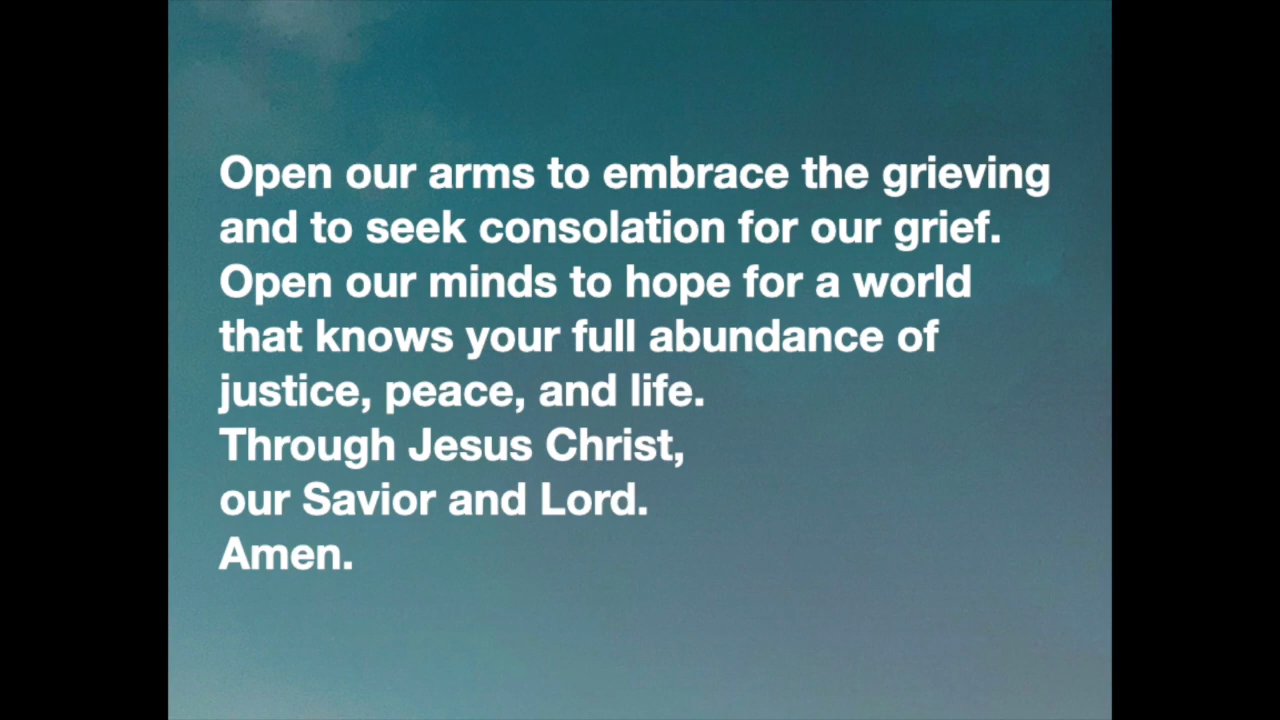 Open our arms to embrace the grieving
and to seek consolation for our grief.
Open our minds to hope for a world
that knows your full abundance of
justice, peace, and life.
Through Jesus Christ,
our Savior and Lord.
Amen.